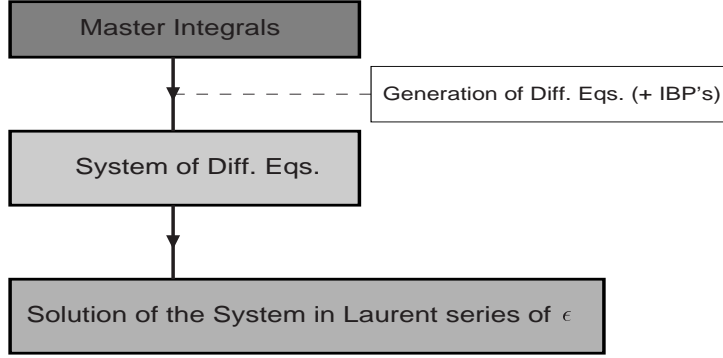 Master Integrals
Generation of Diff. Eqs. (+ IBP's)
System of Diff. Eqs.
Solution of the System in Laurent series of ϵ